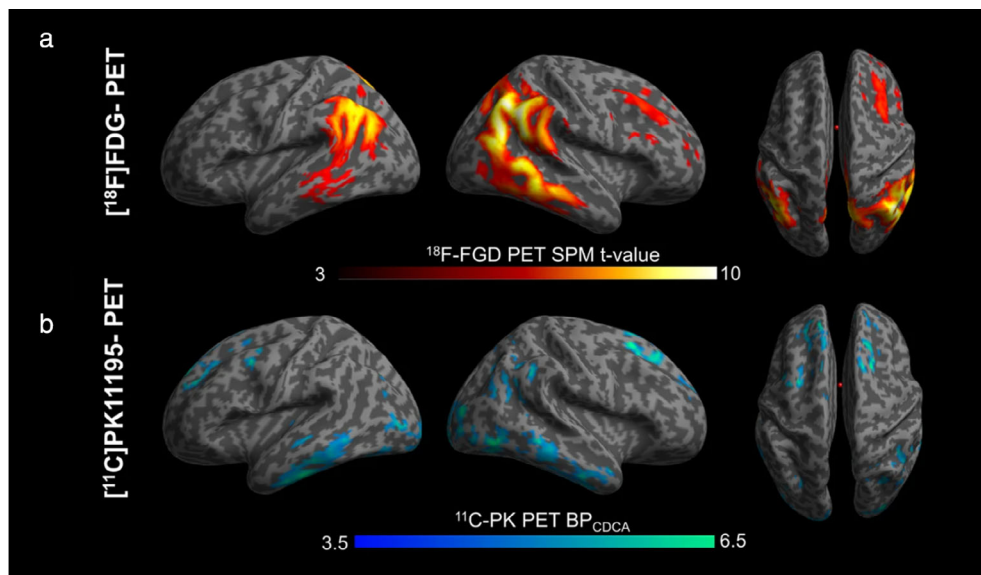 a
[¹⁸F]FDG- PET
¹⁸F-FGD PET SPM t-value
3
10
b
[¹¹C]PK11195- PET
¹¹C-PK PET BP_CDCA
3.5
6.5